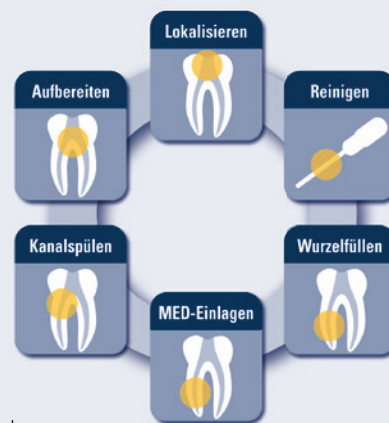 Lokalisieren
Aufbereiten
Reinigen
Kanalspülen
Wurzelfüllen
MED-Einlagen